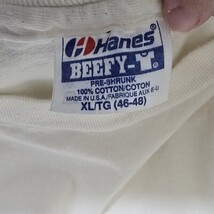 Hanes
BEEFY-T
PRE-SHRUNK
100% COTTON/COTON
MADE IN U.S.A./FABRIQUE AUX E-U
XL/TG (46-48)